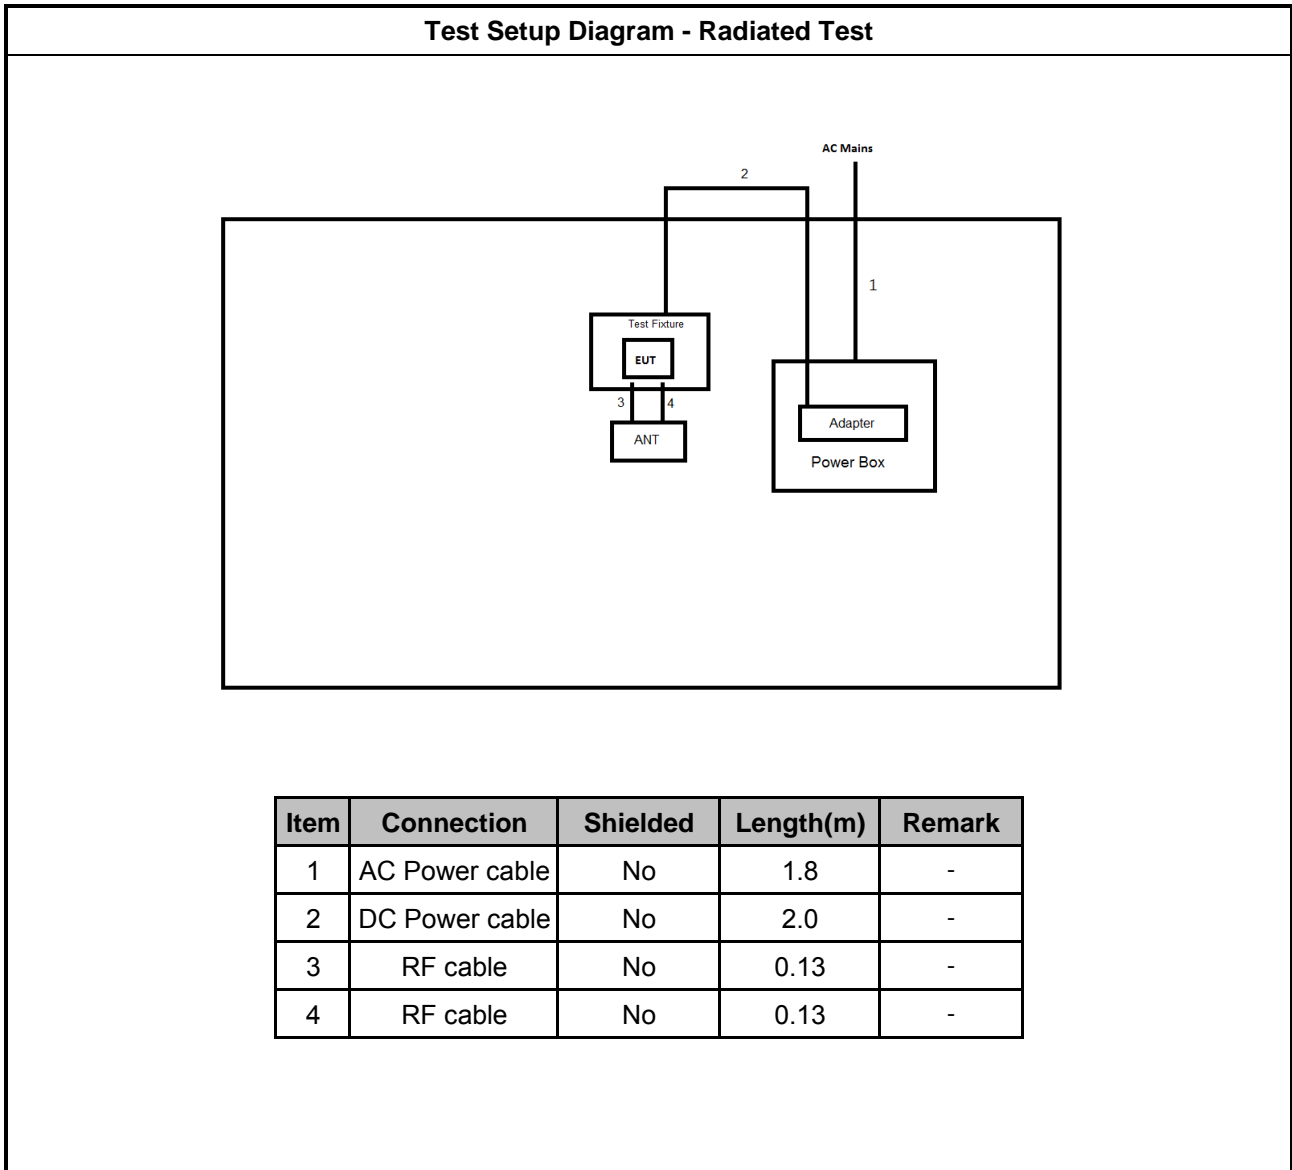 Test Setup Diagram - Radiated Test
AC Mains
2
1
Test Fixture
EUT
3
4
ANT
Adapter
Power Box
Item Connection Shielded Length(m) Remark
1 AC Power cable No 1.8 -
2 DC Power cable No 2.0 -
3 RF cable No 0.13 -
4 RF cable No 0.13 -